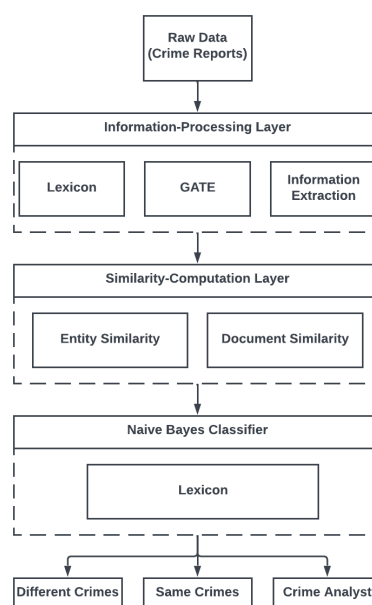 Raw Data
(Crime Reports)
Information-Processing Layer
Lexicon
GATE
Information
Extraction
Similarity-Computation Layer
Entity Similarity
Document Similarity
Naive Bayes Classifier
Lexicon
Different Crimes
Same Crimes
Crime Analyst